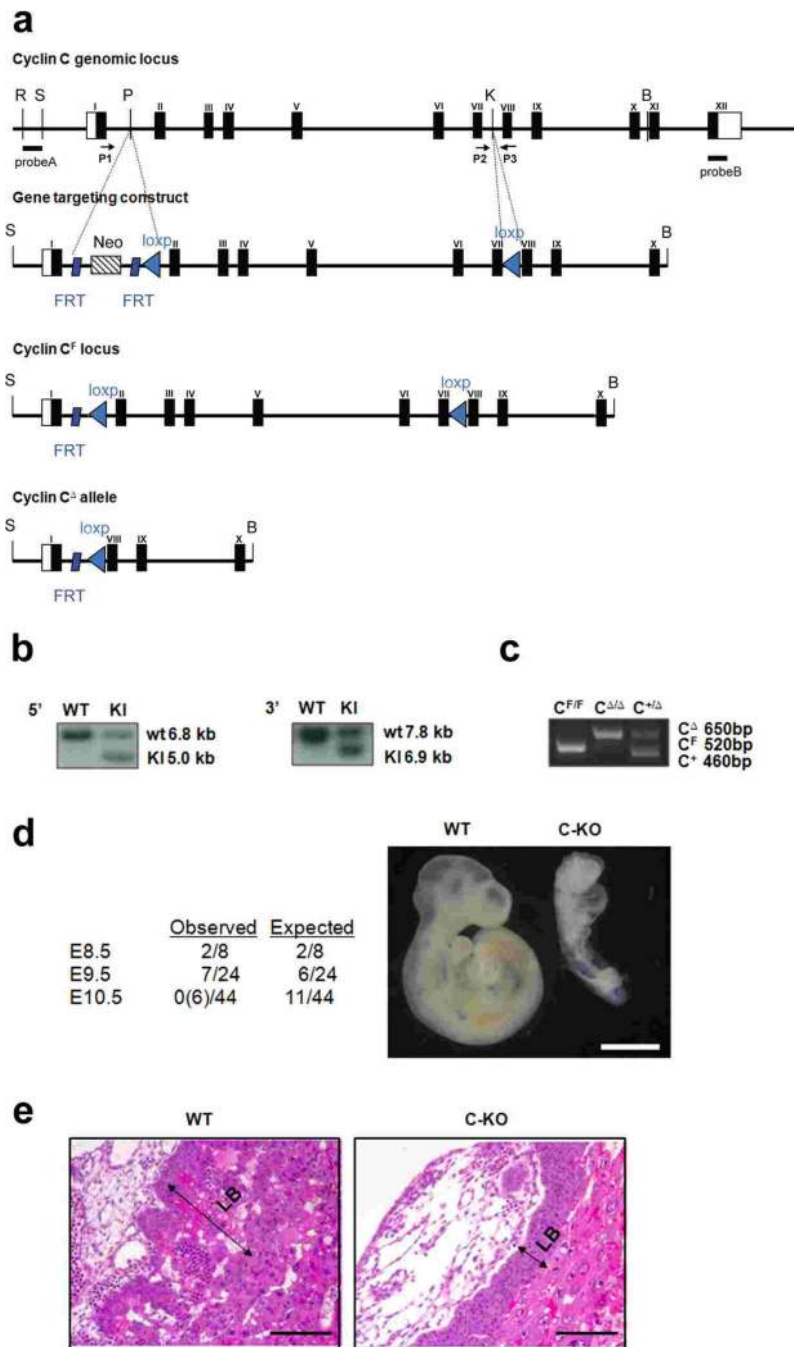 a
Cyclin C genomic locus
R S I P II III IV V VI VII K VIII IX X B XI XII
probeA P1 P2 P3 probeB
Gene targeting construct
S I Neo loxp II III IV V VI VII loxp VIII IX X B
FRT FRT
Cyclin Cᶠ locus
S I loxp II III IV V VI VII loxp VIII IX X B
FRT
Cyclin C^Δ allele
S I loxp VIII IX X B
FRT
b
c
5' WT KI
wt 6.8 kb
KI 5.0 kb
3' WT KI
wt 7.8 kb
KI 6.9 kb
C^F/F C^Δ/Δ C^+/Δ
C^Δ 650bp
C^F 520bp
C^+ 460bp
d
WT C-KO
Observed Expected
E8.5 2/8 2/8
E9.5 7/24 6/24
E10.5 0(6)/44 11/44
e
WT C-KO
LB LB